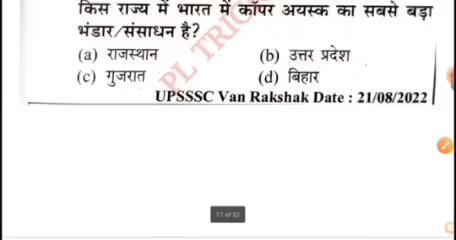 किस राज्य में भारत में कॉपर अयस्क का सबसे बड़ा
भंडार/संसाधन है?
(a) राजस्थान (b) उत्तर प्रदेश
(c) गुजरात (d) बिहार
UPSSSC Van Rakshak Date : 21/08/2022
17 of 52